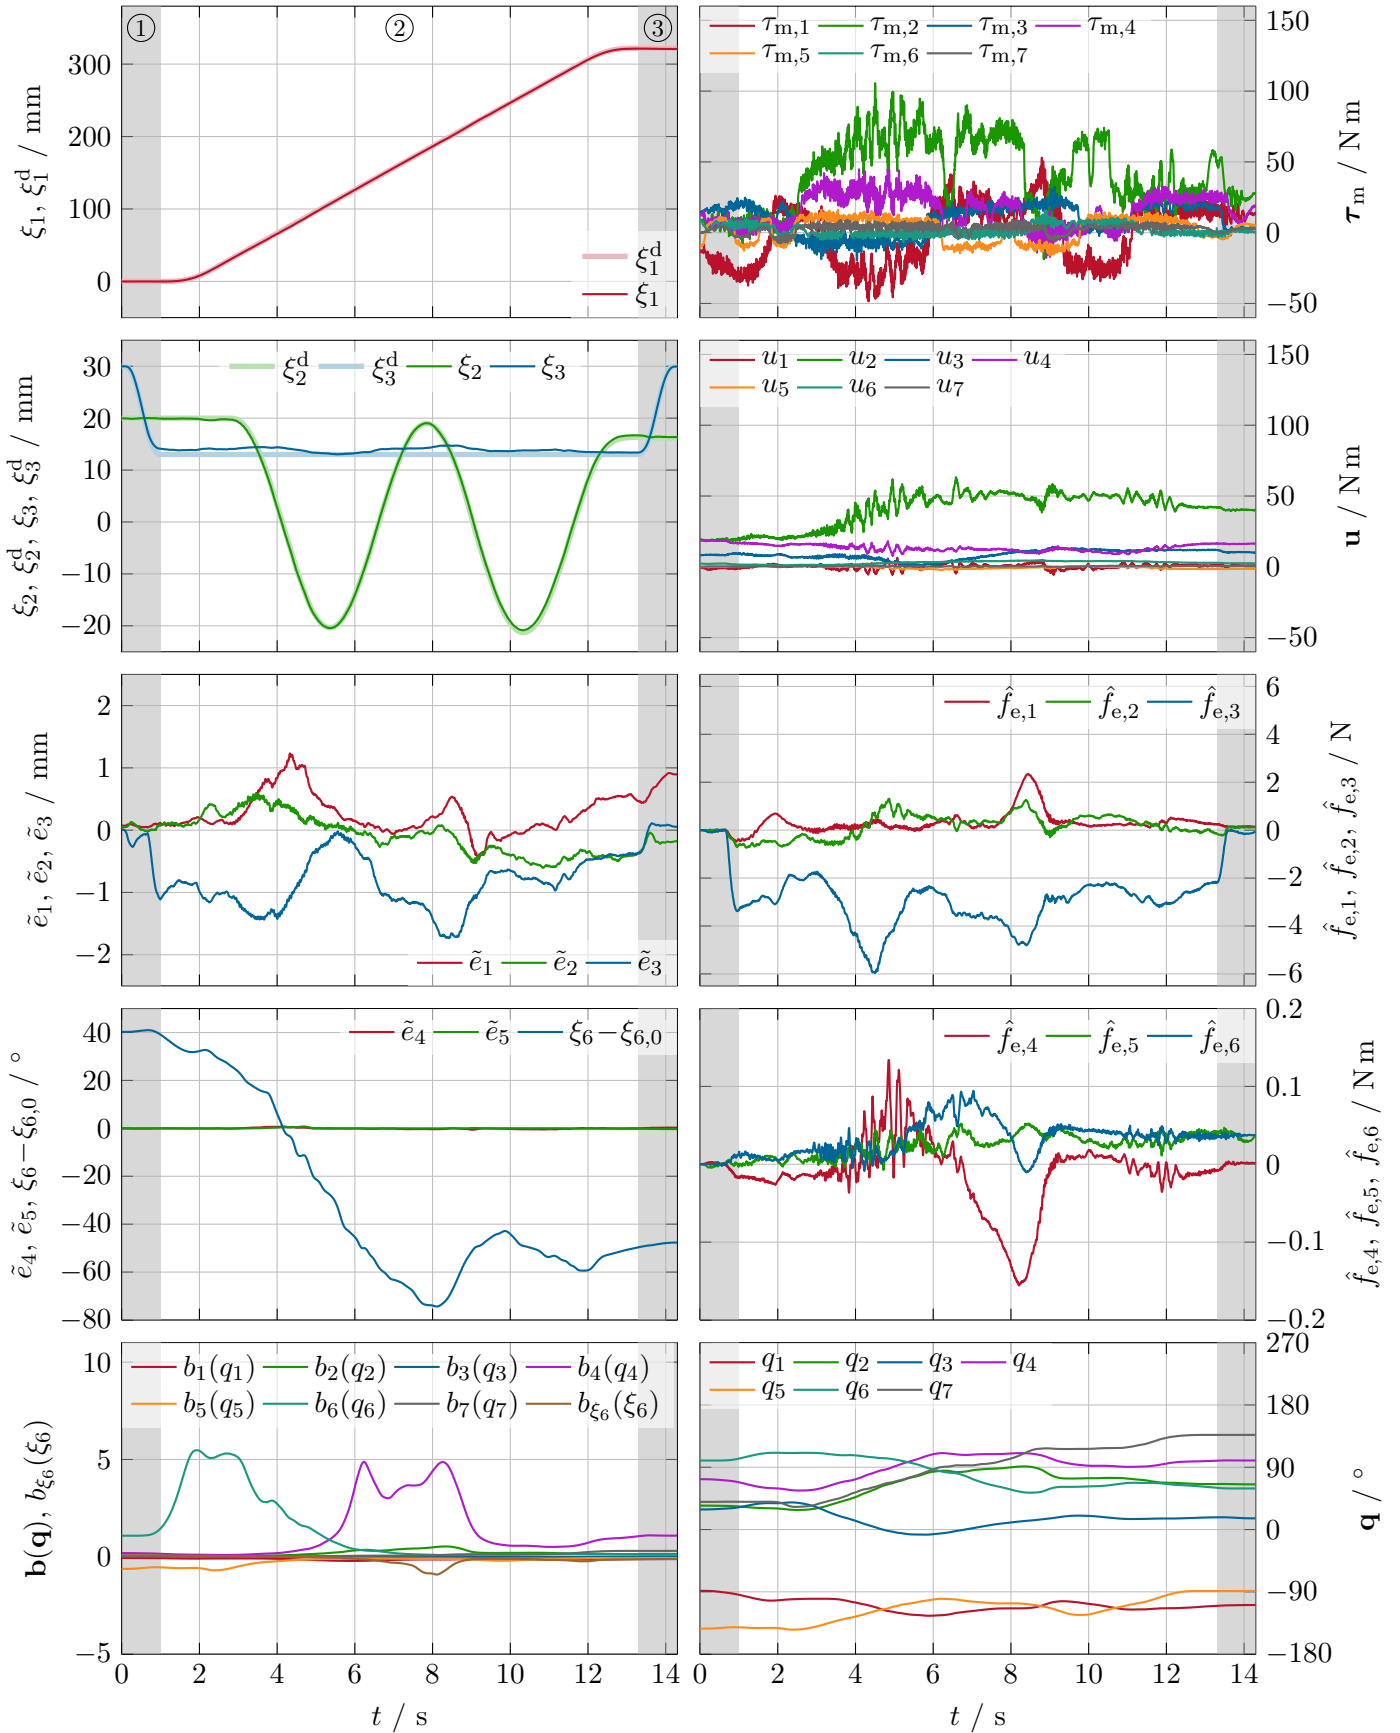 ① ② ③
ξ₁, ξ₁ᵈ / mm
300
200
100
0
ξ₁ᵈ
ξ₁
τm,1 τm,2 τm,3 τm,4
τm,5 τm,6 τm,7
150
100
50
0
−50
τm / N m
ξ₂, ξ₂ᵈ, ξ₃, ξ₃ᵈ / mm
30
20
10
0
−10
−20
ξ₂ᵈ ξ₃ᵈ ξ₂ ξ₃
u₁ u₂ u₃ u₄
u₅ u₆ u₇
150
100
50
0
−50
u / N m
ẽ₁, ẽ₂, ẽ₃ / mm
2
1
0
−1
−2
ẽ₁ ẽ₂ ẽ₃
f̂e,1 f̂e,2 f̂e,3
6
4
2
0
−2
−4
−6
f̂e,1, f̂e,2, f̂e,3 / N
ẽ₄, ẽ₅, ξ₆ − ξ₆,₀ / °
40
20
0
−20
−40
−60
−80
ẽ₄ ẽ₅ ξ₆ − ξ₆,₀
f̂e,4 f̂e,5 f̂e,6
0.2
0.1
0
−0.1
−0.2
f̂e,4, f̂e,5, f̂e,6 / N m
b(q), bξ₆(ξ₆)
10
5
0
−5
b₁(q₁) b₂(q₂) b₃(q₃) b₄(q₄)
b₅(q₅) b₆(q₆) b₇(q₇) bξ₆(ξ₆)
0 2 4 6 8 10 12 14
t / s
q₁ q₂ q₃ q₄
q₅ q₆ q₇
270
180
90
0
−90
−180
q / °
0 2 4 6 8 10 12 14
t / s